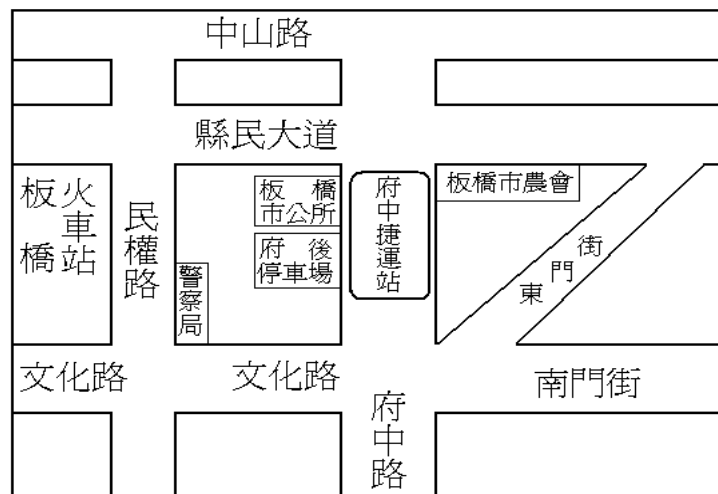 中山路
縣民大道
板橋
火車站
民權路
板橋
市公所
府後
停車場
警察局
府中捷運站
板橋市農會
東門街
文化路
文化路
南門街
府中路